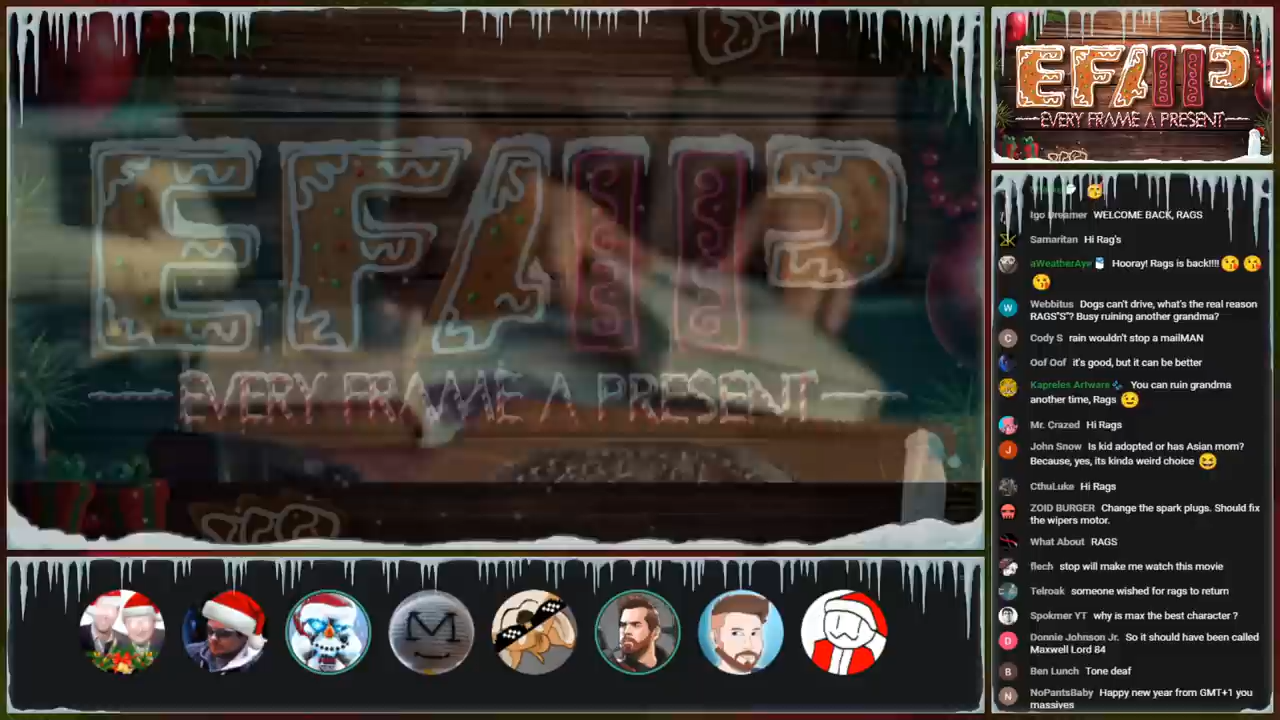 EFAP
EVERY FRAME A PRESENT
EFAP
EVERY FRAME A PRESENT
Igo Dreamer WELCOME BACK, RAGS
Samaritan Hi Rag's
aWeatherAye Hooray! Rags is back!!!! 😘 😘
😘
Webbitus Dogs can't drive, what's the real reason
RAGS"S"? Busy ruining another grandma?
Cody S rain wouldn't stop a mailMAN
Oof Oof it's good, but it can be better
Kapreles Artware You can ruin grandma
another time, Rags 😉
Mr. Crazed Hi Rags
John Snow Is kid adopted or has Asian mom?
Because, yes, its kinda weird choice 😆
CthuLuke Hi Rags
ZOID BURGER Change the spark plugs. Should fix
the wipers motor.
What About RAGS
flech stop will make me watch this movie
Telroak someone wished for rags to return
Spokmer YT why is max the best character ?
Donnie Johnson Jr. So it should have been called
Maxwell Lord 84
Ben Lunch Tone deaf
NoPantsBaby Happy new year from GMT+1 you
massives
M